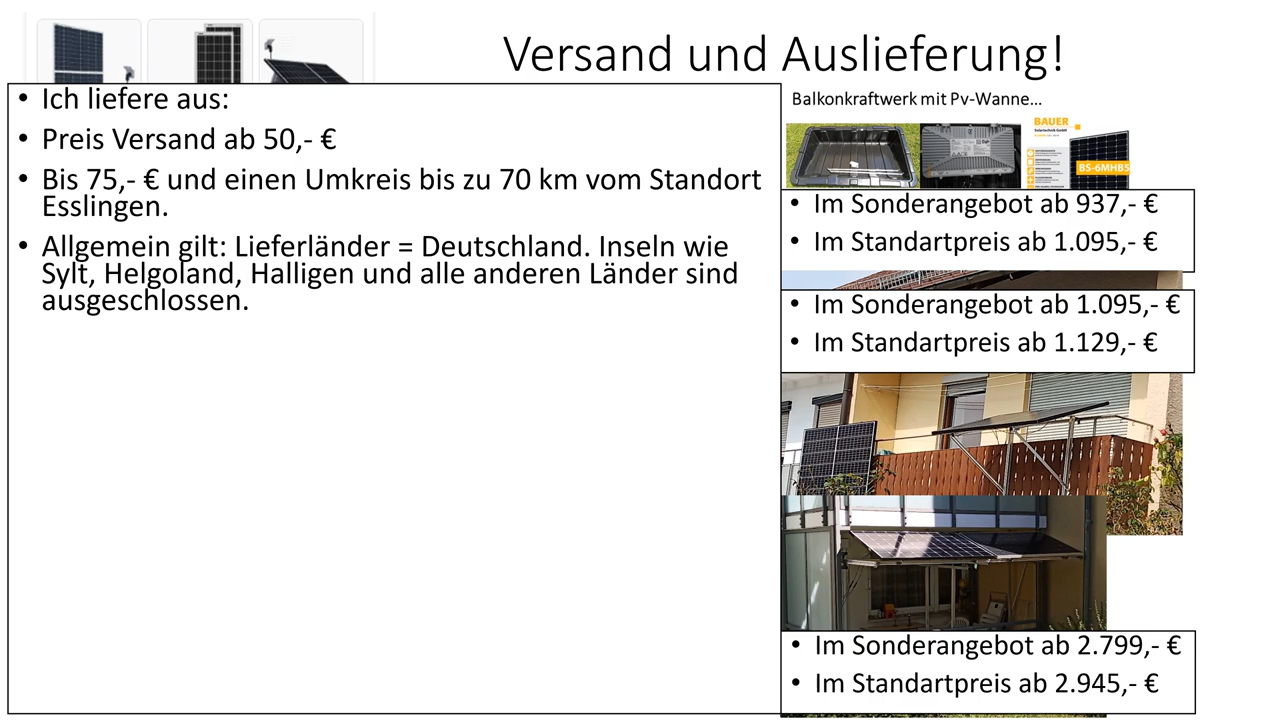 Versand und Auslieferung!
• Ich liefere aus:
• Preis Versand ab 50,- €
• Bis 75,- € und einen Umkreis bis zu 70 km vom Standort
Esslingen.
• Allgemein gilt: Lieferländer = Deutschland. Inseln wie
Sylt, Helgoland, Halligen und alle anderen Länder sind
ausgeschlossen.
Balkonkraftwerk mit Pv-Wanne...
BAUER
Solartechnik GmbH
BS-6MHB5
• Im Sonderangebot ab 937,- €
• Im Standartpreis ab 1.095,- €
• Im Sonderangebot ab 1.095,- €
• Im Standartpreis ab 1.129,- €
• Im Sonderangebot ab 2.799,- €
• Im Standartpreis ab 2.945,- €